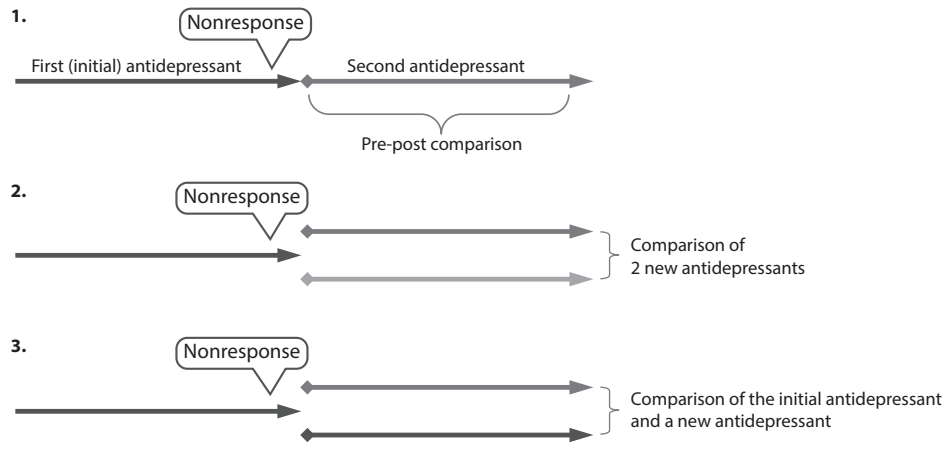 1.
Nonresponse
First (initial) antidepressant
Second antidepressant
Pre-post comparison
2.
Nonresponse
Comparison of
2 new antidepressants
3.
Nonresponse
Comparison of the initial antidepressant
and a new antidepressant